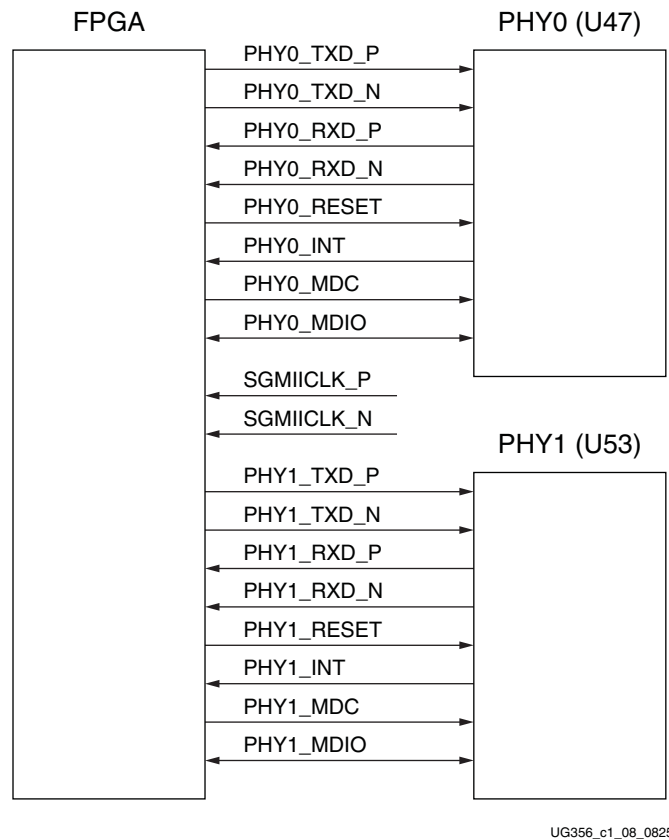 FPGA
PHY0 (U47)
PHY0_TXD_P
PHY0_TXD_N
PHY0_RXD_P
PHY0_RXD_N
PHY0_RESET
PHY0_INT
PHY0_MDC
PHY0_MDIO
SGMIICLK_P
SGMIICLK_N
PHY1 (U53)
PHY1_TXD_P
PHY1_TXD_N
PHY1_RXD_P
PHY1_RXD_N
PHY1_RESET
PHY1_INT
PHY1_MDC
PHY1_MDIO